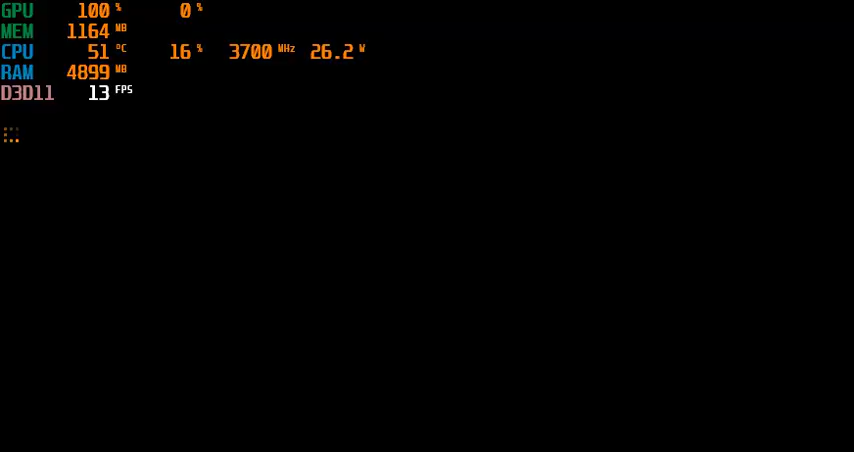 GPU 100 % 0 %
MEM 1164 MB
CPU 51 °C 16 % 3700 MHz 26.2 W
RAM 4899 MB
D3D11 13 FPS